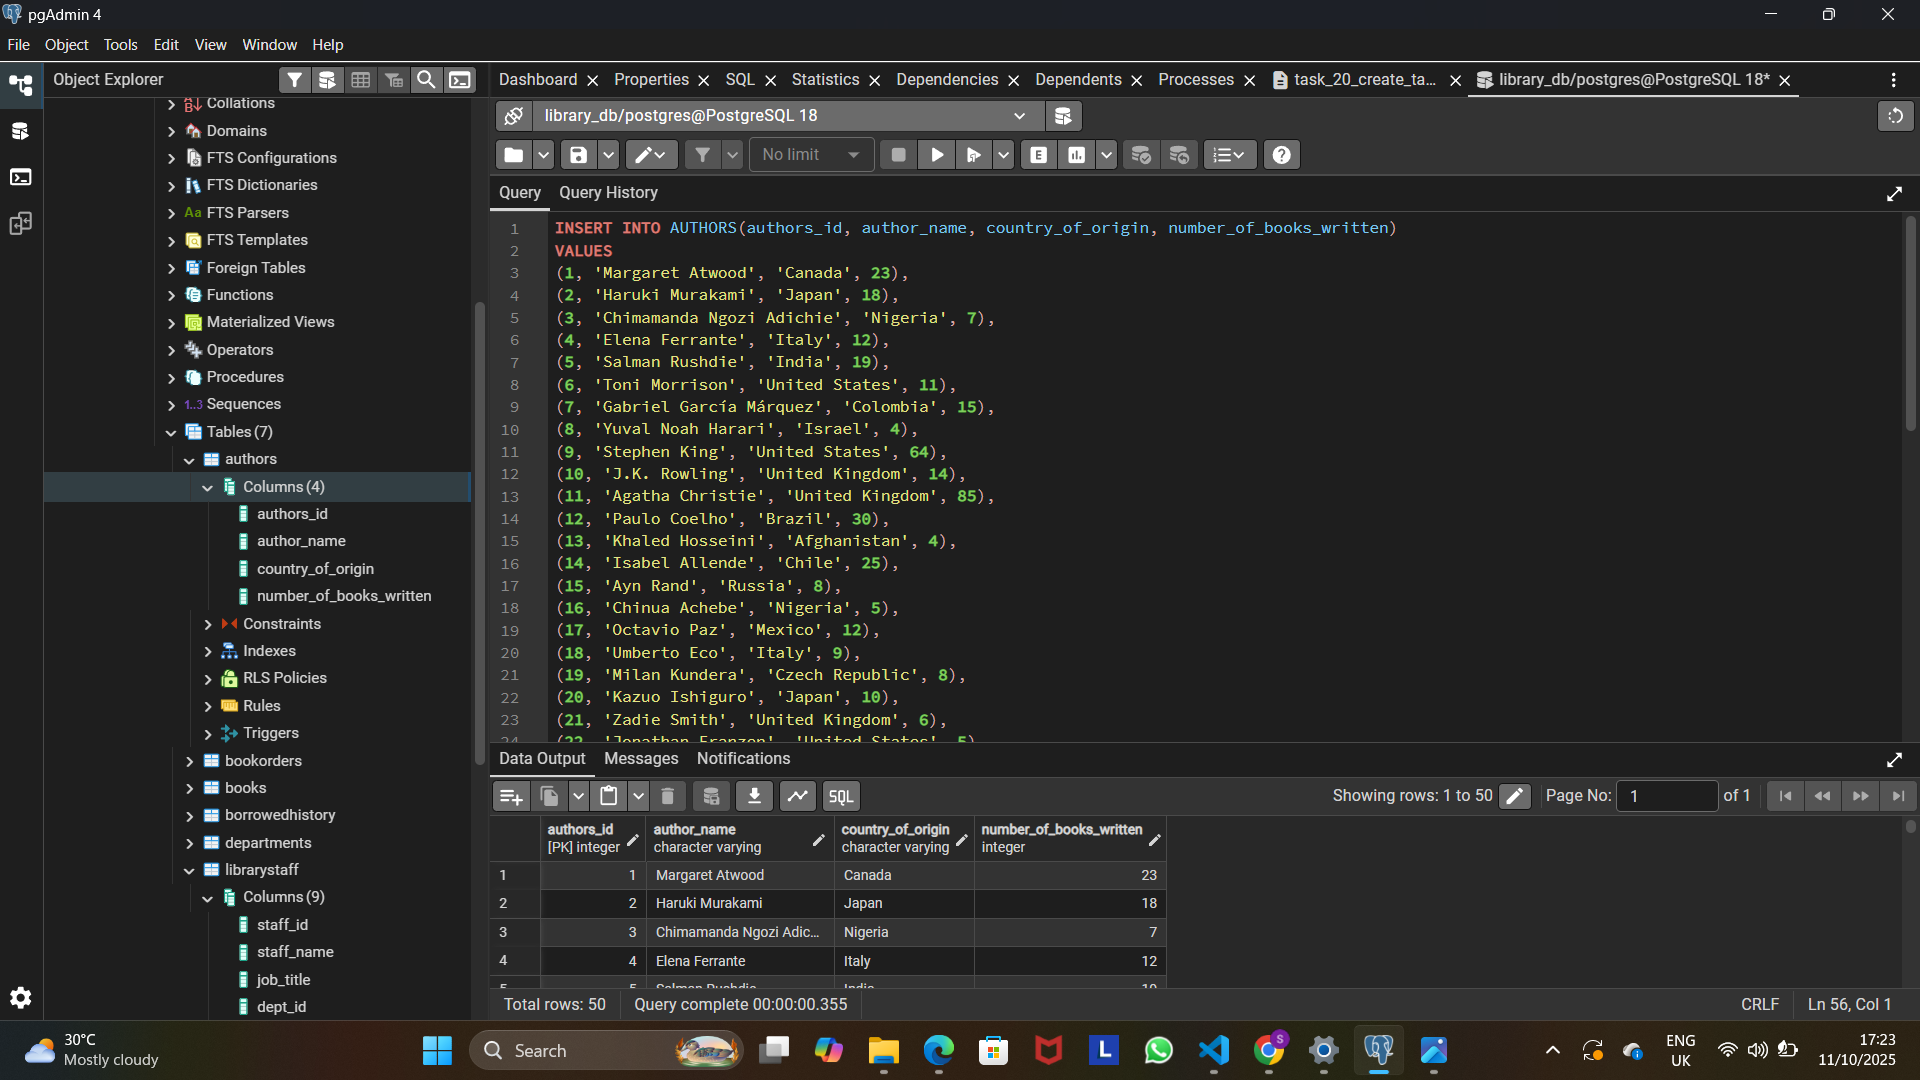 pgAdmin 4
File Object Tools Edit View Window Help
Object Explorer
Collations
Domains
FTS Configurations
FTS Dictionaries
Aa FTS Parsers
FTS Templates
Foreign Tables
Functions
Materialized Views
Operators
Procedures
1..3 Sequences
Tables (7)
authors
Columns (4)
authors_id
author_name
country_of_origin
number_of_books_written
Constraints
Indexes
RLS Policies
Rules
Triggers
bookorders
books
borrowedhistory
departments
librarystaff
Columns (9)
staff_id
staff_name
job_title
dept_id
Dashboard Properties SQL Statistics Dependencies Dependents Processes task_20_create_ta... library_db/postgres@PostgreSQL 18*
library_db/postgres@PostgreSQL 18
No limit E
Query Query History
1 INSERT INTO AUTHORS(authors_id, author_name, country_of_origin, number_of_books_written)
2 VALUES
3 (1, 'Margaret Atwood', 'Canada', 23),
4 (2, 'Haruki Murakami', 'Japan', 18),
5 (3, 'Chimamanda Ngozi Adichie', 'Nigeria', 7),
6 (4, 'Elena Ferrante', 'Italy', 12),
7 (5, 'Salman Rushdie', 'India', 19),
8 (6, 'Toni Morrison', 'United States', 11),
9 (7, 'Gabriel García Márquez', 'Colombia', 15),
10 (8, 'Yuval Noah Harari', 'Israel', 4),
11 (9, 'Stephen King', 'United States', 64),
12 (10, 'J.K. Rowling', 'United Kingdom', 14),
13 (11, 'Agatha Christie', 'United Kingdom', 85),
14 (12, 'Paulo Coelho', 'Brazil', 30),
15 (13, 'Khaled Hosseini', 'Afghanistan', 4),
16 (14, 'Isabel Allende', 'Chile', 25),
17 (15, 'Ayn Rand', 'Russia', 8),
18 (16, 'Chinua Achebe', 'Nigeria', 5),
19 (17, 'Octavio Paz', 'Mexico', 12),
20 (18, 'Umberto Eco', 'Italy', 9),
21 (19, 'Milan Kundera', 'Czech Republic', 8),
22 (20, 'Kazuo Ishiguro', 'Japan', 10),
23 (21, 'Zadie Smith', 'United Kingdom', 6),
24 (22, 'Jonathan Franzen', 'United States', 5)
Data Output Messages Notifications
SQL Showing rows: 1 to 50 Page No: 1 of 1
authors_id author_name country_of_origin number_of_books_written
[PK] integer character varying character varying integer
1 1 Margaret Atwood Canada 23
2 2 Haruki Murakami Japan 18
3 3 Chimamanda Ngozi Adic... Nigeria 7
4 4 Elena Ferrante Italy 12
5 5 Salman Rushdie India 19
Total rows: 50 Query complete 00:00:00.355 CRLF Ln 56, Col 1
30°C
Mostly cloudy
Search
L
S
ENG
UK
17:23
11/10/2025